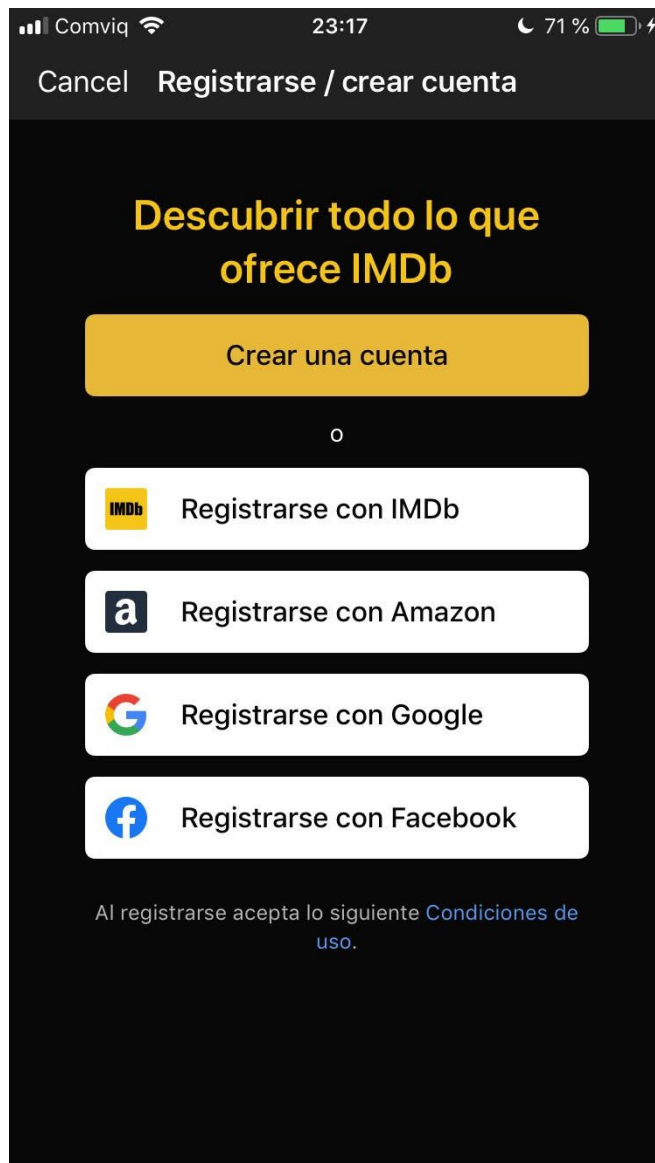 Comviq 23:17 71 %
Cancel Registrarse / crear cuenta
Descubrir todo lo que
ofrece IMDb
Crear una cuenta
o
IMDb Registrarse con IMDb
a Registrarse con Amazon
G Registrarse con Google
f Registrarse con Facebook
Al registrarse acepta lo siguiente Condiciones de
uso.